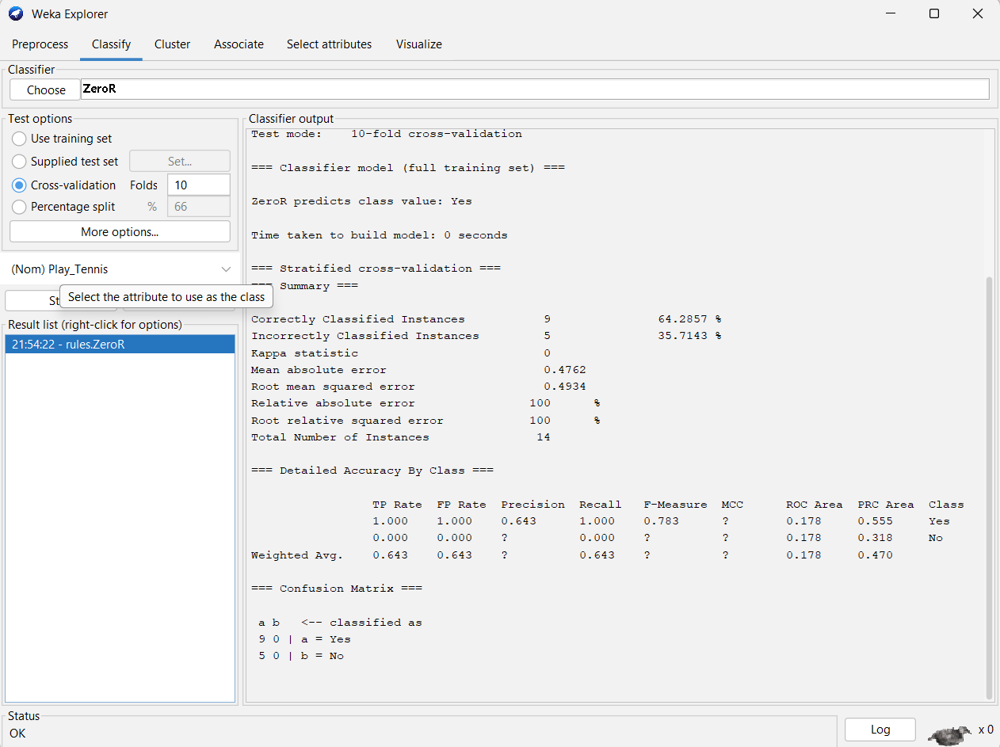 Weka Explorer
Preprocess Classify Cluster Associate Select attributes Visualize
Classifier
Choose ZeroR
Test options
Use training set
Supplied test set Set...
Cross-validation Folds 10
Percentage split % 66
More options...
(Nom) Play_Tennis
St
Select the attribute to use as the class
Result list (right-click for options)
21:54:22 - rules.ZeroR
Classifier output
Test mode: 10-fold cross-validation
=== Classifier model (full training set) ===
ZeroR predicts class value: Yes
Time taken to build model: 0 seconds
=== Stratified cross-validation ===
=== Summary ===
Correctly Classified Instances 9 64.2857 %
Incorrectly Classified Instances 5 35.7143 %
Kappa statistic 0
Mean absolute error 0.4762
Root mean squared error 0.4934
Relative absolute error 100 %
Root relative squared error 100 %
Total Number of Instances 14
=== Detailed Accuracy By Class ===
TP Rate FP Rate Precision Recall F-Measure MCC ROC Area PRC Area Class
1.000 1.000 0.643 1.000 0.783 ? 0.178 0.555 Yes
0.000 0.000 ? 0.000 ? ? 0.178 0.318 No
Weighted Avg. 0.643 0.643 ? 0.643 ? ? 0.178 0.470
=== Confusion Matrix ===
a b <-- classified as
9 0 | a = Yes
5 0 | b = No
Status
OK
Log x 0